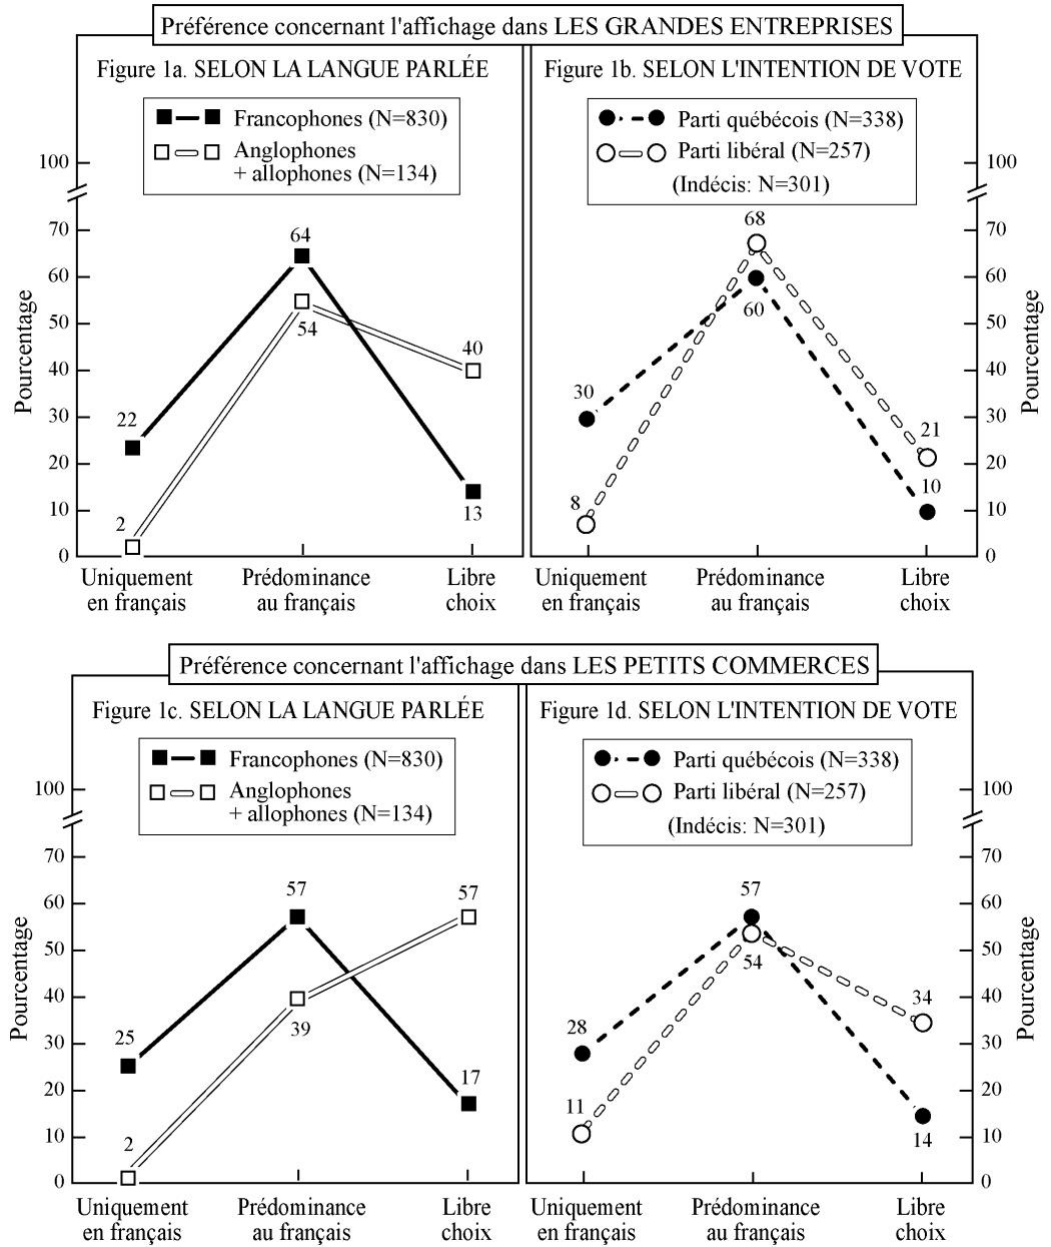 Préférence concernant l'affichage dans LES GRANDES ENTREPRISES
Figure 1a. SELON LA LANGUE PARLÉE
Francophones (N=830)
Anglophones
+ allophones (N=134)
100
70
60
50
40
30
20
10
0
Pourcentage
22
64
13
2
54
40
Uniquement
en français
Prédominance
au français
Libre
choix
Figure 1b. SELON L'INTENTION DE VOTE
Parti québécois (N=338)
Parti libéral (N=257)
(Indécis: N=301)
100
70
60
50
40
30
20
10
0
Pourcentage
30
60
10
8
68
21
Uniquement
en français
Prédominance
au français
Libre
choix
Préférence concernant l'affichage dans LES PETITS COMMERCES
Figure 1c. SELON LA LANGUE PARLÉE
Francophones (N=830)
Anglophones
+ allophones (N=134)
100
70
60
50
40
30
20
10
0
Pourcentage
25
57
17
2
39
57
Uniquement
en français
Prédominance
au français
Libre
choix
Figure 1d. SELON L'INTENTION DE VOTE
Parti québécois (N=338)
Parti libéral (N=257)
(Indécis: N=301)
100
70
60
50
40
30
20
10
0
Pourcentage
28
57
14
11
54
34
Uniquement
en français
Prédominance
au français
Libre
choix